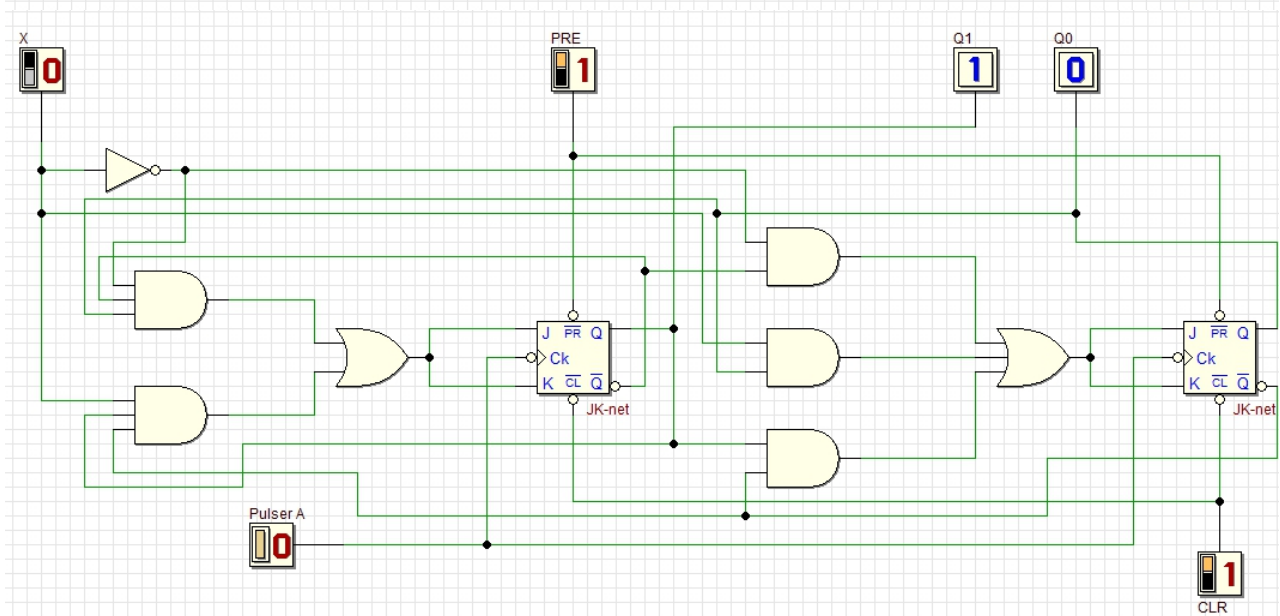 X
0
PRE
1
Q1
1
Q0
0
J PR Q
Ck
K CL Q
JK-net
J PR Q
Ck
K CL Q
JK-net
Pulser A
0
1
CLR